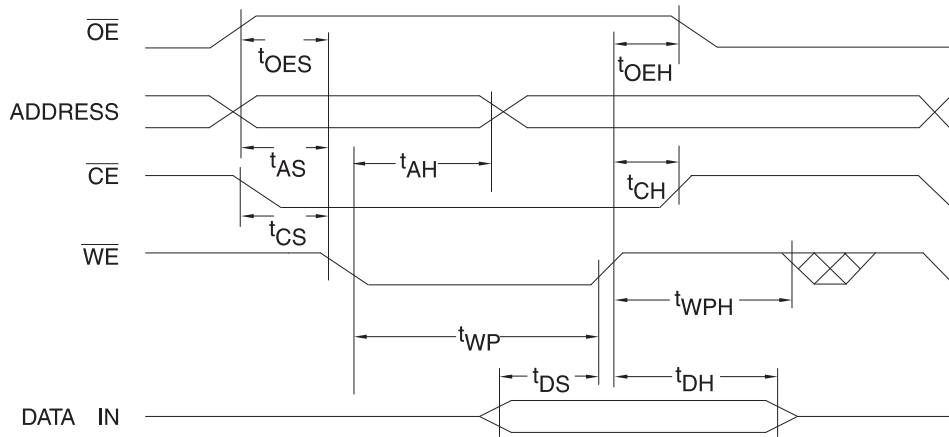 OE
tOES
tOEH
ADDRESS
tAS
tAH
CE
tCH
tCS
WE
tWPH
tWP
tDS
tDH
DATA IN